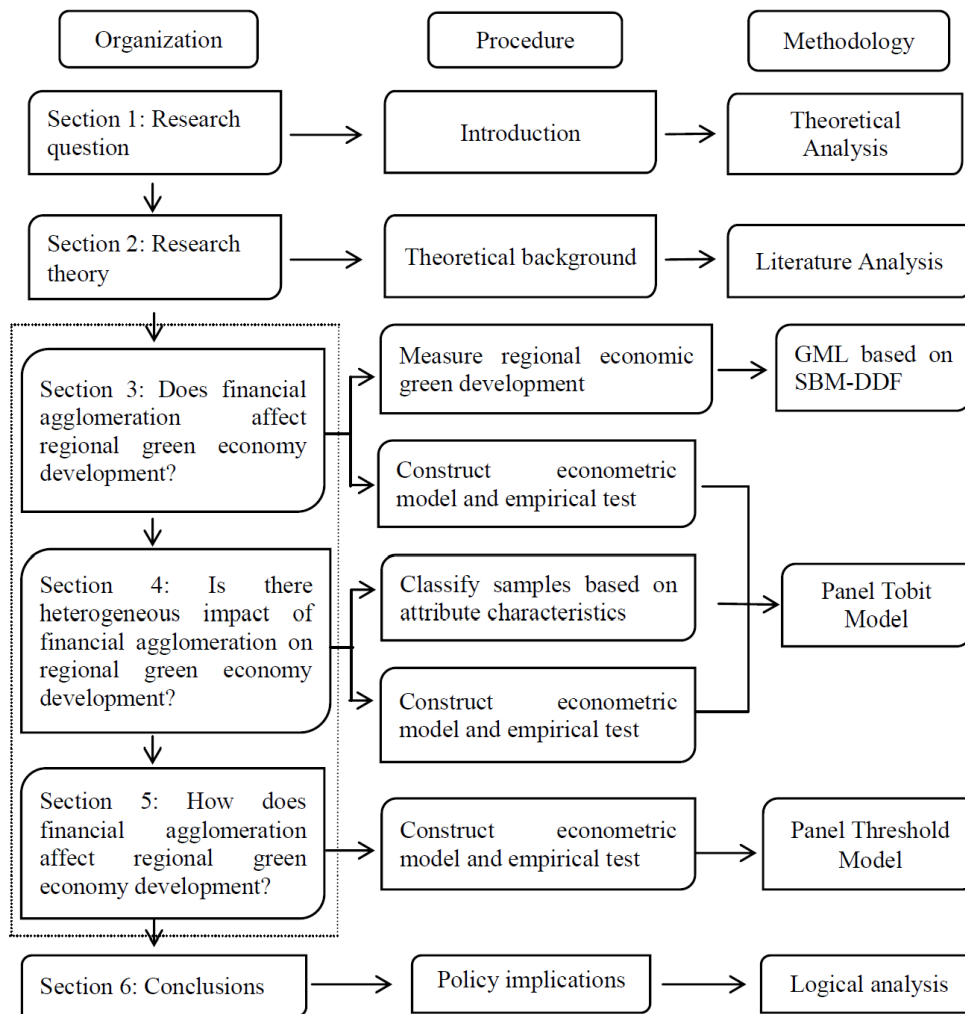 Organization
Procedure
Methodology
Section 1: Research
question
Introduction
Theoretical
Analysis
Section 2: Research
theory
Theoretical background
Literature Analysis
Section 3: Does financial
agglomeration affect
regional green economy
development?
Measure regional economic
green development
GML based on
SBM-DDF
Construct econometric
model and empirical test
Section 4: Is there
heterogeneous impact of
financial agglomeration on
regional green economy
development?
Classify samples based on
attribute characteristics
Panel Tobit
Model
Construct econometric
model and empirical test
Section 5: How does
financial agglomeration
affect regional green
economy development?
Construct econometric
model and empirical test
Panel Threshold
Model
Section 6: Conclusions
Policy implications
Logical analysis